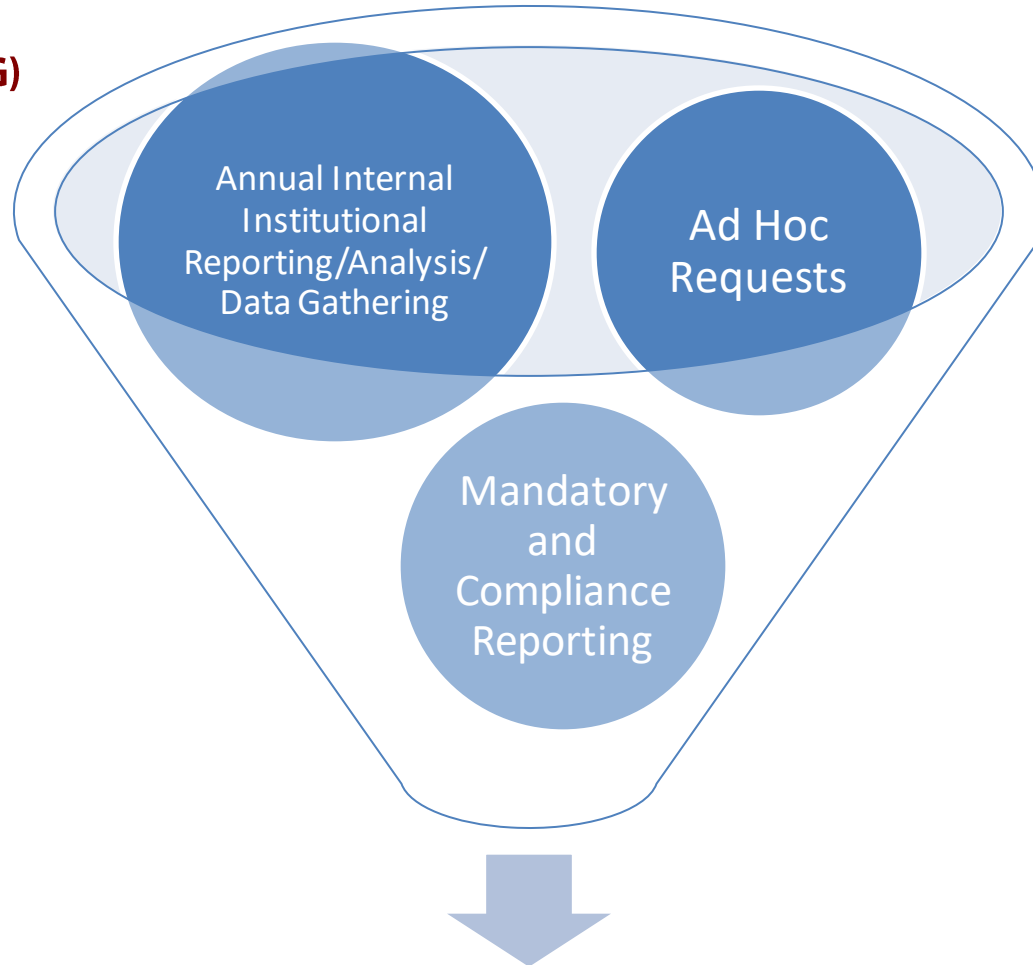 G)
Annual Internal
Institutional
Reporting/Analysis/
Data Gathering
Ad Hoc
Requests
Mandatory
and
Compliance
Reporting